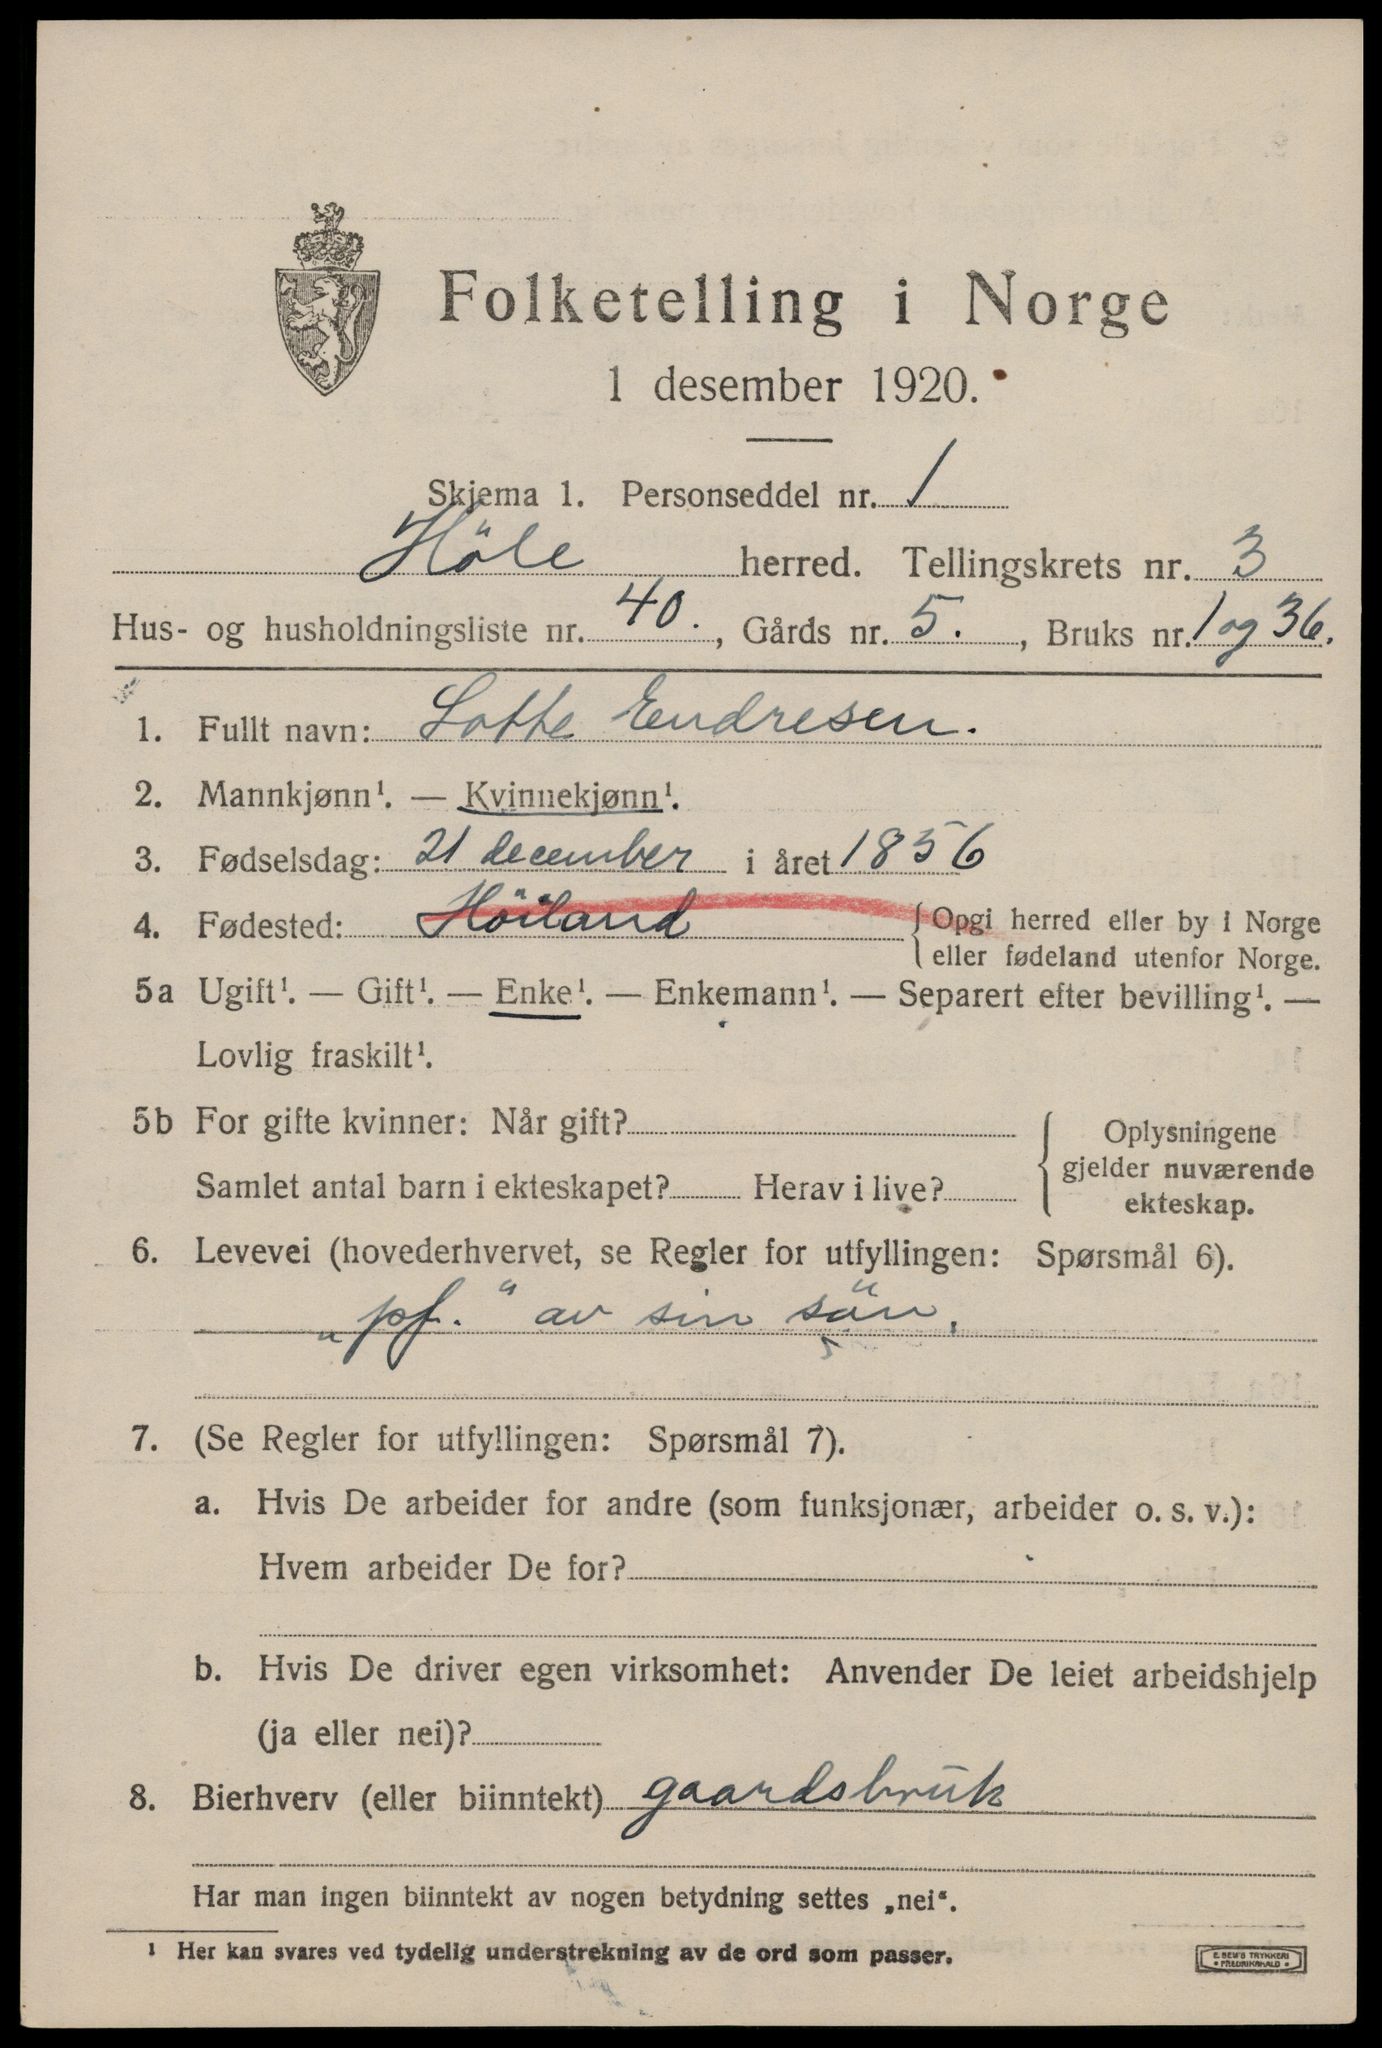 Folketelling i Norge
1 desember 1920.
Skjema 1. Personseddel nr. 1
Höle herred. Tellingskrets nr. 3
Hus- og husholdningsliste nr. 40., Gårds nr. 5., Bruks nr. 1 og 36.
1. Fullt navn: Lotte Endresen.
2. Mannkjønn¹. — Kvinnekjønn¹.
3. Fødselsdag: 21 december i året 1856
4. Fødested: Höiland { Opgi herred eller by i Norge
eller fødeland utenfor Norge.
5a Ugift¹. — Gift¹. — Enke¹. — Enkemann¹. — Separert efter bevilling¹. —
Lovlig fraskilt¹.
5b For gifte kvinner: Når gift?
Samlet antal barn i ekteskapet? Herav i live?
Oplysningene
gjelder nuværende
ekteskap.
6. Levevei (hovederhvervet, se Regler for utfyllingen: Spørsmål 6).
„pf." av sin sön.
7. (Se Regler for utfyllingen: Spørsmål 7).
a. Hvis De arbeider for andre (som funksjonær, arbeider o. s. v.):
Hvem arbeider De for?
b. Hvis De driver egen virksomhet: Anvender De leiet arbeidshjelp
(ja eller nei)?
8. Bierhverv (eller biinntekt) gaardsbruk
Har man ingen biinntekt av nogen betydning settes „nei“.
¹ Her kan svares ved tydelig understrekning av de ord som passer.
E. SEM'S TRYKKERI
• FREDRIKSHALD •